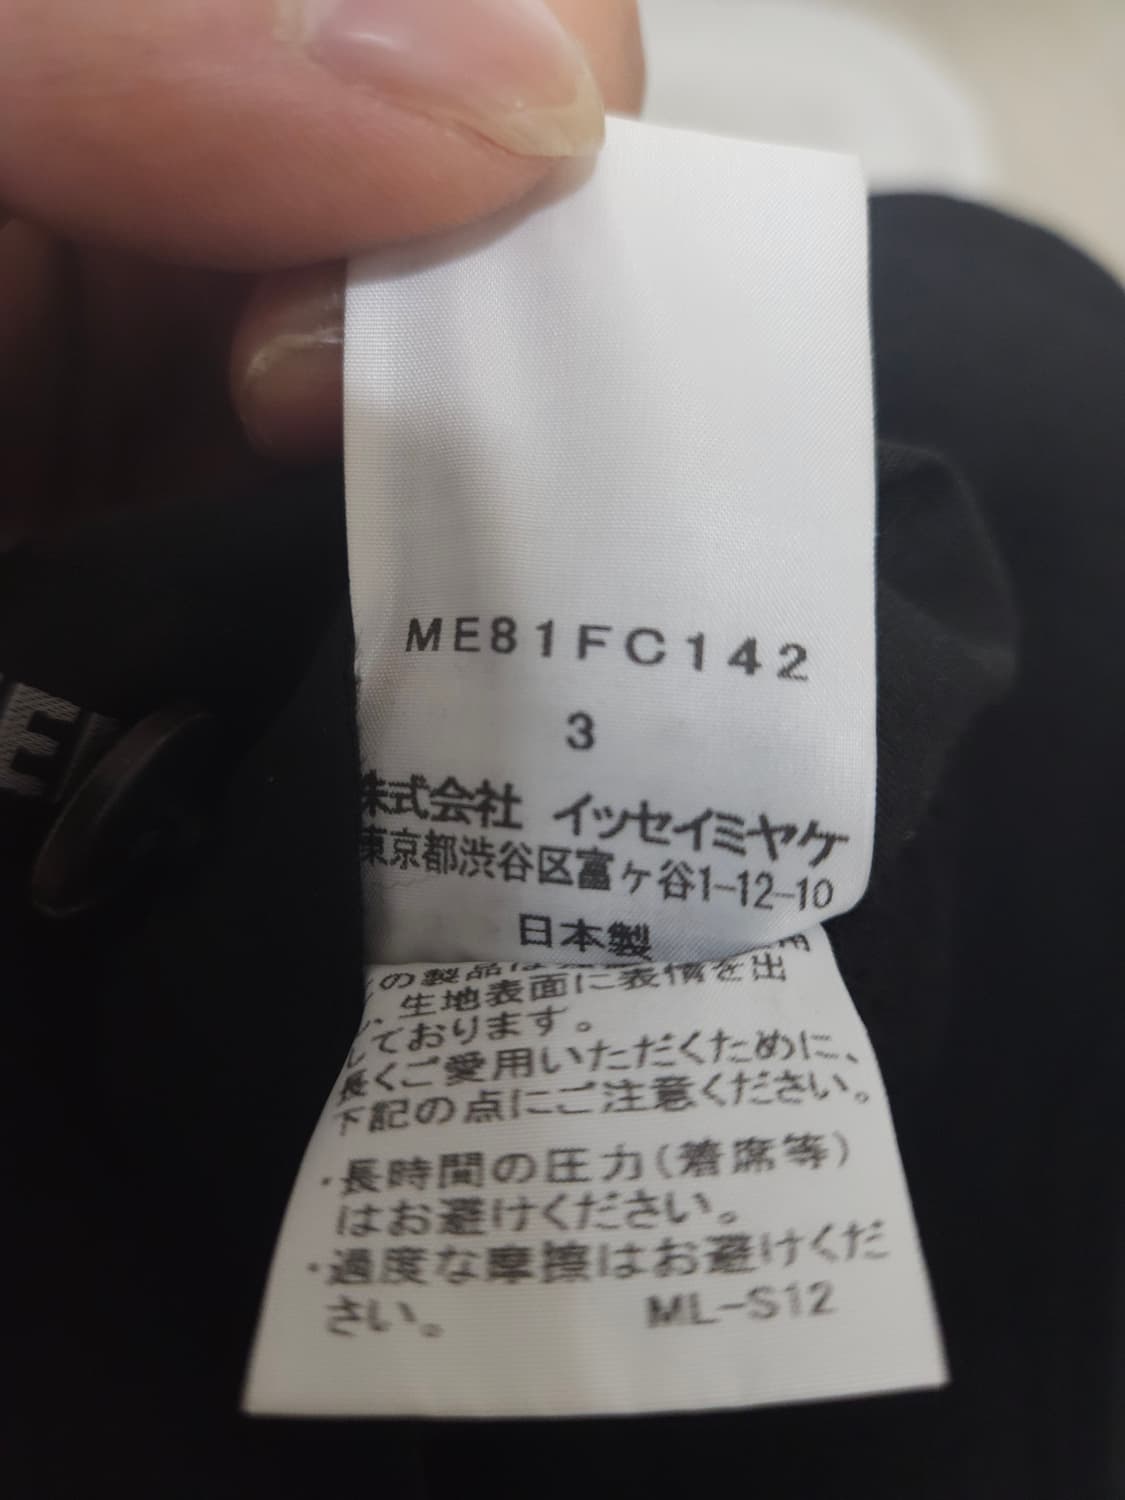 ME81FC142
3
株式会社 イッセイミヤケ
東京都渋谷区富ヶ谷1-12-10
日本製
の製品は 用
、生地表面に表情を出
しております。
長くご愛用いただくために、
下記の点にご注意ください。
・長時間の圧力(着席等)
はお避けください。
・過度な摩擦はお避けくだ
さい。 ML-S12